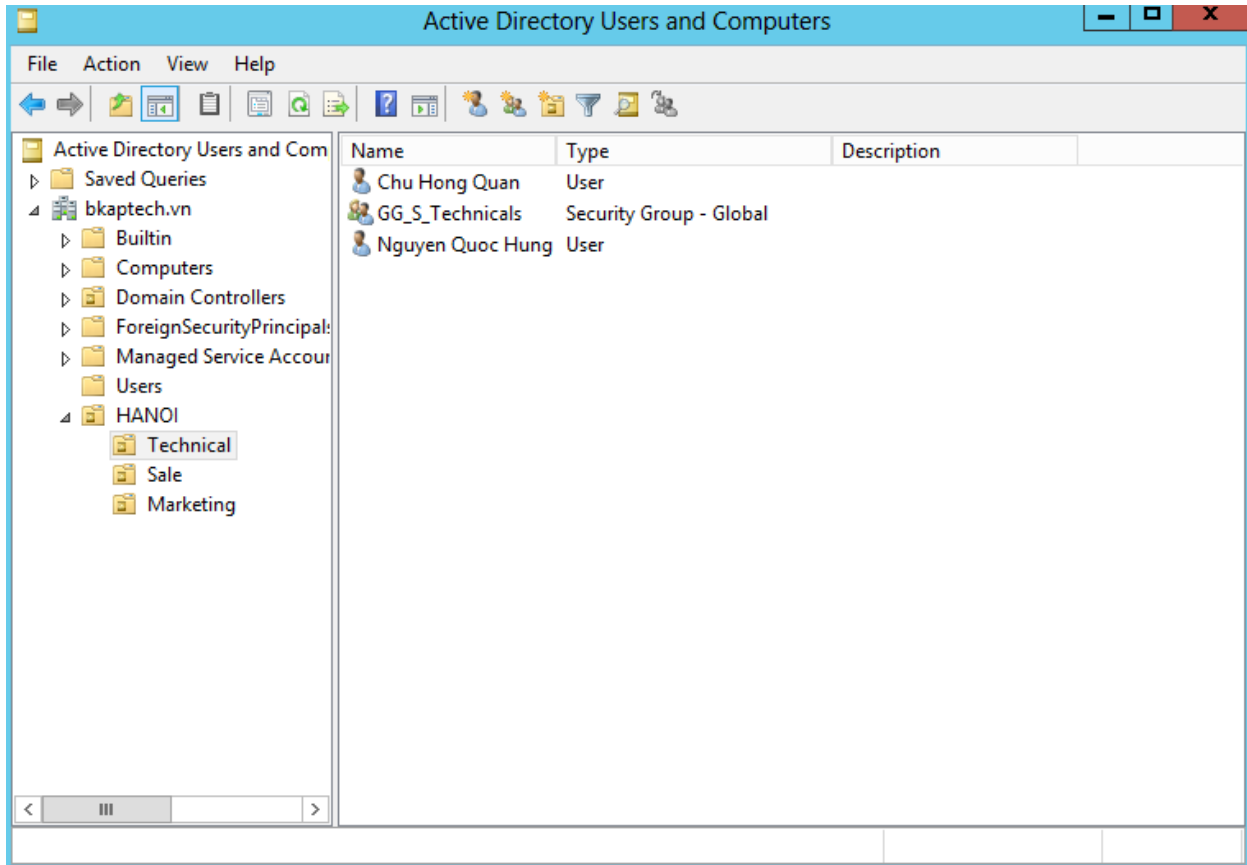 Active Directory Users and Computers
File Action View Help
Active Directory Users and Com
Saved Queries
bkaptech.vn
Builtin
Computers
Domain Controllers
ForeignSecurityPrincipals
Managed Service Accour
Users
HANOI
Technical
Sale
Marketing
Name Type Description
Chu Hong Quan User
GG_S_Technicals Security Group - Global
Nguyen Quoc Hung User